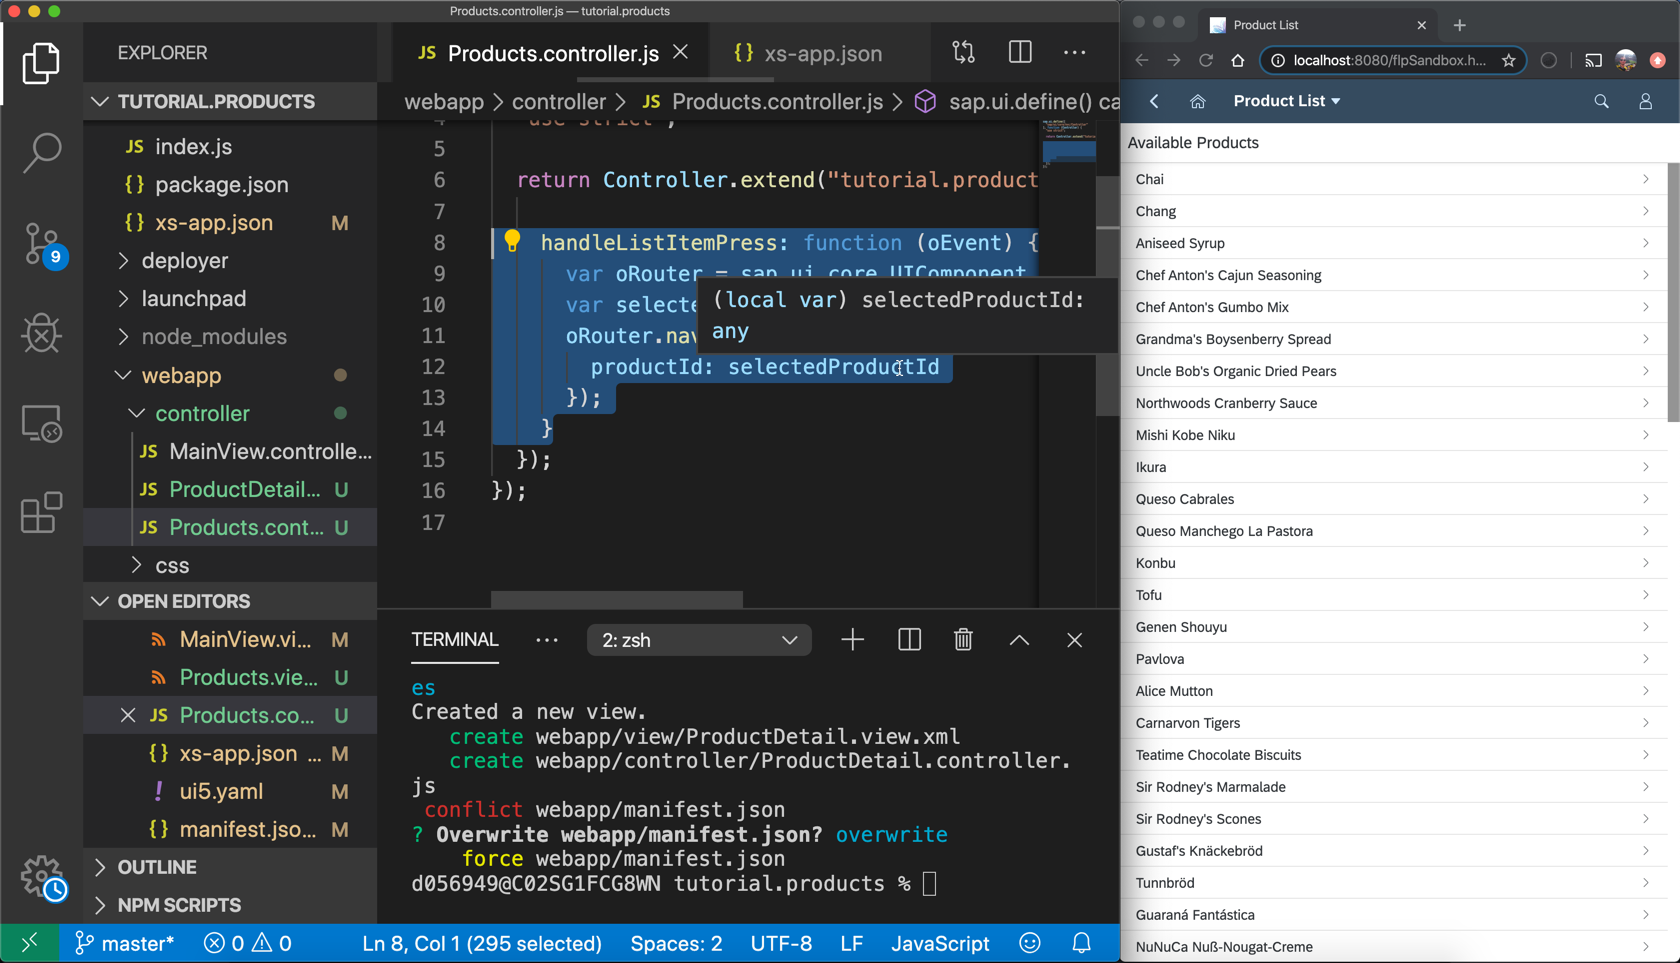 Products.controller.js — tutorial.products
EXPLORER
TUTORIAL.PRODUCTS
JS index.js
{} package.json
{} xs-app.json M
deployer
launchpad
node_modules
webapp
controller
JS MainView.controlle...
JS ProductDetail... U
JS Products.cont... U
css
OPEN EDITORS
MainView.vi... M
Products.vie... U
JS Products.co... U
{} xs-app.json ... M
! ui5.yaml M
{} manifest.jso... M
OUTLINE
NPM SCRIPTS
9
JS Products.controller.js
{} xs-app.json
webapp > controller > JS Products.controller.js > sap.ui.define() ca
4 "use strict";
5
6 return Controller.extend("tutorial.product
7
8 handleListItemPress: function (oEvent) {
9 var oRouter = sap.ui.core.UIComponent
10 var selecte
11 oRouter.nav
12 productId: selectedProductId
13 });
14 }
15 });
16 });
17
(local var) selectedProductId:
any
TERMINAL
2: zsh
es
Created a new view.
create webapp/view/ProductDetail.view.xml
create webapp/controller/ProductDetail.controller.
js
conflict webapp/manifest.json
? Overwrite webapp/manifest.json? overwrite
force webapp/manifest.json
d056949@C02SG1FCG8WN tutorial.products %
master*
0
0
Ln 8, Col 1 (295 selected)
Spaces: 2
UTF-8
LF
JavaScript
Product List
localhost:8080/flpSandbox.h...
Product List
Available Products
Chai
Chang
Aniseed Syrup
Chef Anton's Cajun Seasoning
Chef Anton's Gumbo Mix
Grandma's Boysenberry Spread
Uncle Bob's Organic Dried Pears
Northwoods Cranberry Sauce
Mishi Kobe Niku
Ikura
Queso Cabrales
Queso Manchego La Pastora
Konbu
Tofu
Genen Shouyu
Pavlova
Alice Mutton
Carnarvon Tigers
Teatime Chocolate Biscuits
Sir Rodney's Marmalade
Sir Rodney's Scones
Gustaf's Knäckebröd
Tunnbröd
Guaraná Fantástica
NuNuCa Nuß-Nougat-Creme